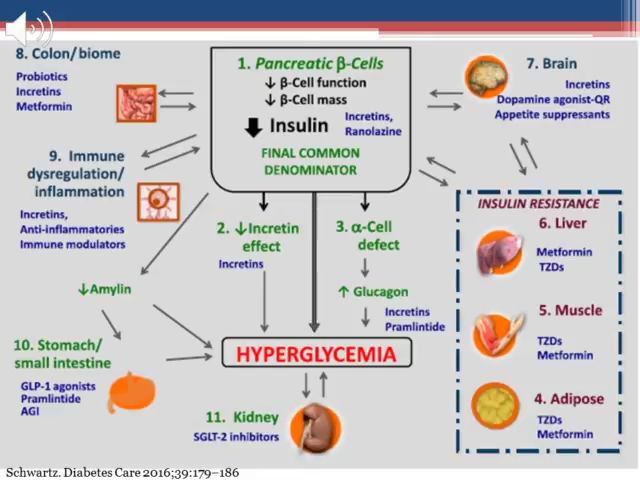 8. Colon/biome
Probiotics
Incretins
Metformin
1. Pancreatic β-Cells
↓ β-Cell function
↓ β-Cell mass
↓ Insulin
Incretins,
Ranolazine
FINAL COMMON
DENOMINATOR
7. Brain
Incretins
Dopamine agonist-QR
Appetite suppressants
9. Immune
dysregulation/
inflammation
Incretins,
Anti-inflammatories
Immune modulators
2. ↓Incretin
effect
Incretins
3. α-Cell
defect
↑ Glucagon
Incretins
Pramlintide
INSULIN RESISTANCE
6. Liver
Metformin
TZDs
5. Muscle
TZDs
Metformin
4. Adipose
TZDs
Metformin
↓Amylin
10. Stomach/
small intestine
GLP-1 agonists
Pramlintide
AGI
HYPERGLYCEMIA
11. Kidney
SGLT-2 inhibitors
Schwartz. Diabetes Care 2016;39:179–186